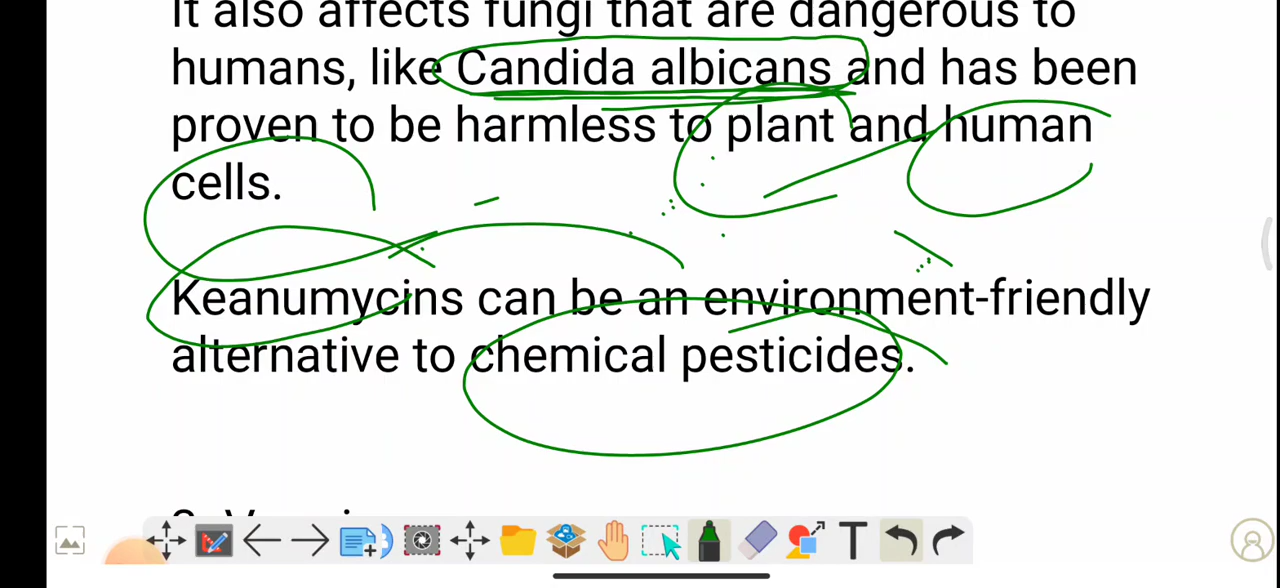 It also affects fungi that are dangerous to
humans, like Candida albicans and has been
proven to be harmless to plant and human
cells.
Keanumycins can be an environment-friendly
alternative to chemical pesticides.
T